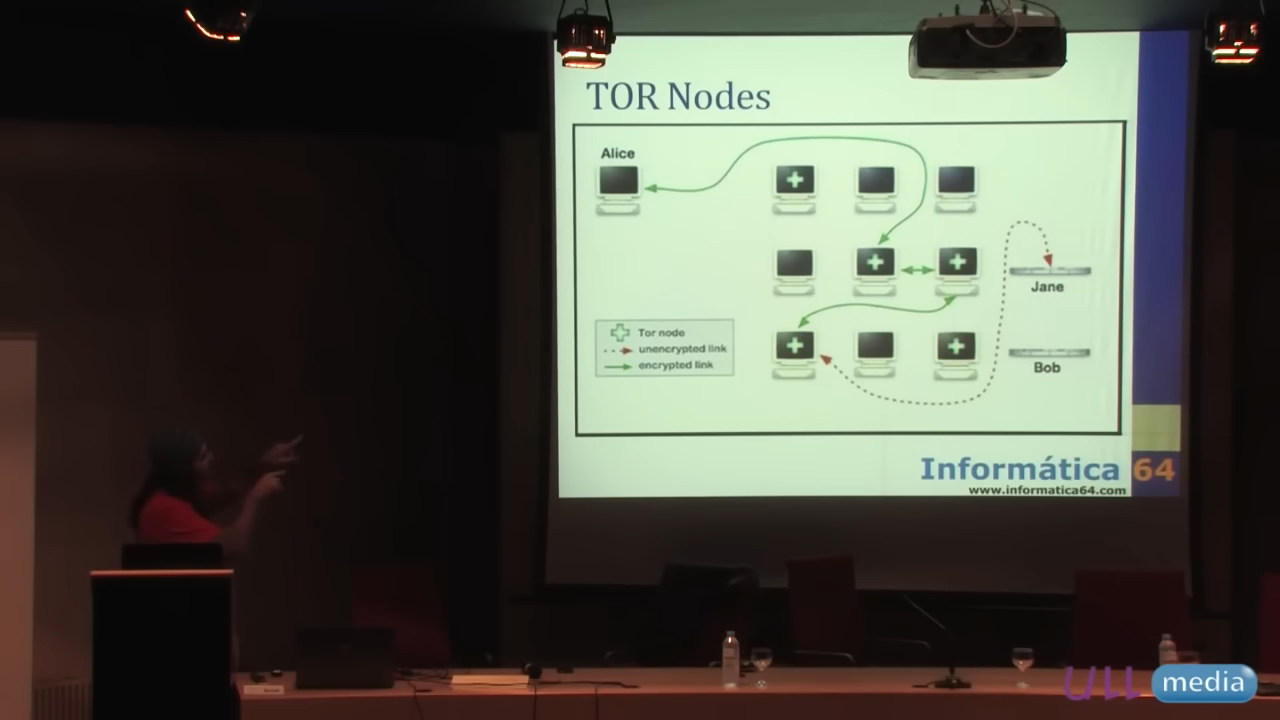 TOR Nodes
Alice
Jane
Bob
Tor node
unencrypted link
encrypted link
Informática 64
www.informatica64.com
ULL media